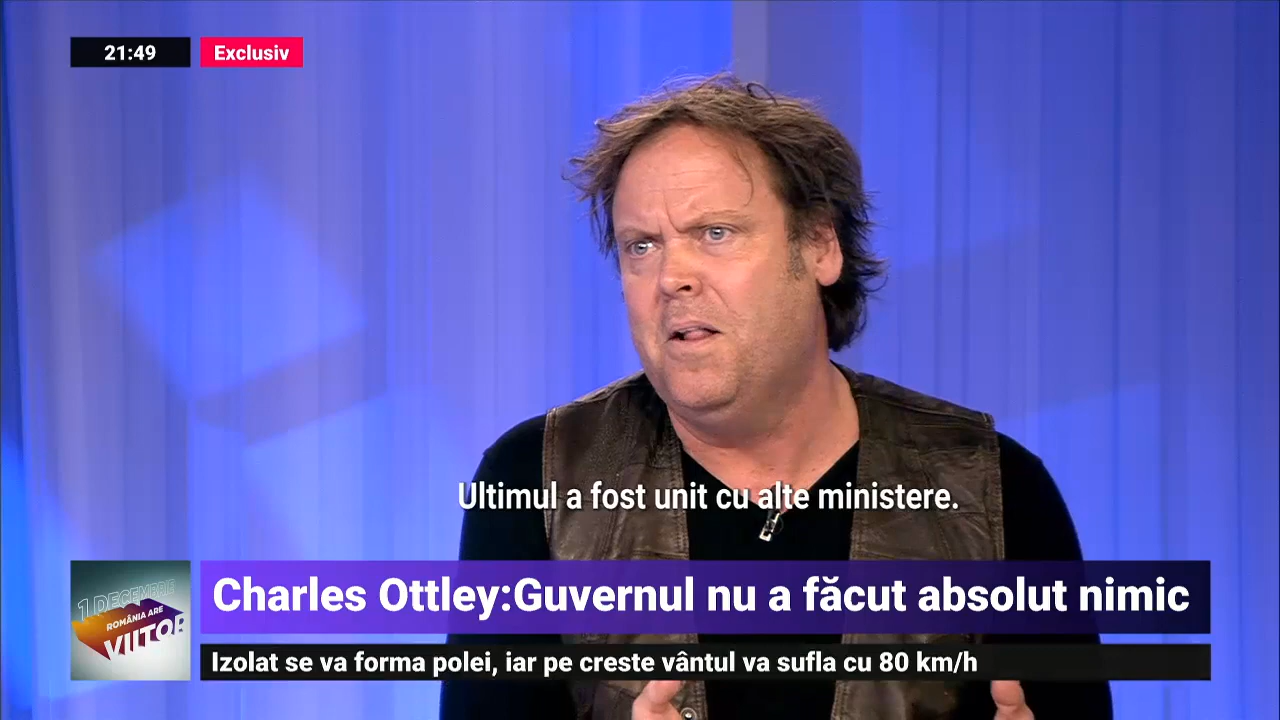 21:49 Exclusiv
Ultimul a fost unit cu alte ministere.
Charles Ottley:Guvernul nu a făcut absolut nimic
1 DECEMBRIE
ROMÂNIA ARE
VIITOR
Izolat se va forma polei, iar pe creste vântul va sufla cu 80 km/h